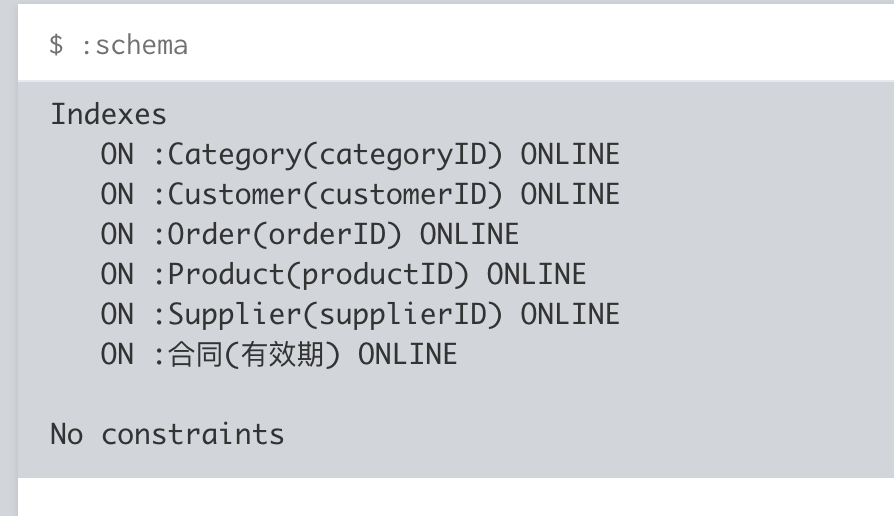 $ :schema
Indexes
ON :Category(categoryID) ONLINE
ON :Customer(customerID) ONLINE
ON :Order(orderID) ONLINE
ON :Product(productID) ONLINE
ON :Supplier(supplierID) ONLINE
ON :合同(有效期) ONLINE
No constraints